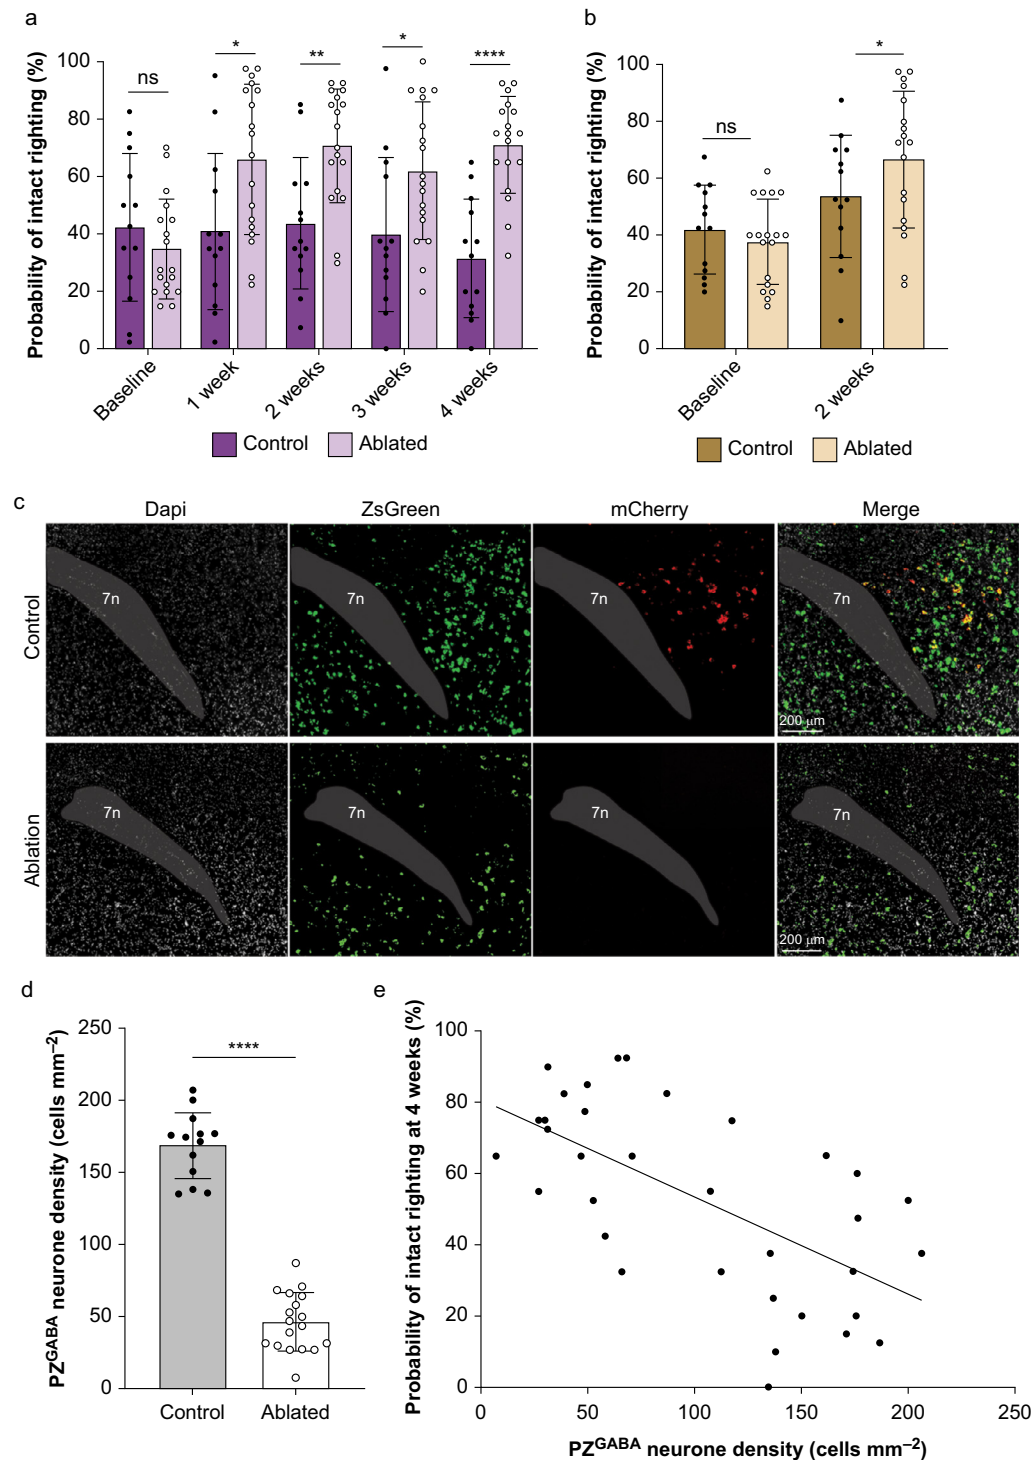 a
Probability of intact righting (%)
100
80
60
40
20
0
ns
*
**
*
****
Baseline
1 week
2 weeks
3 weeks
4 weeks
Control
Ablated
b
Probability of intact righting (%)
100
80
60
40
20
0
ns
*
Baseline
2 weeks
Control
Ablated
c
Dapi
ZsGreen
mCherry
Merge
Control
7n
7n
7n
7n
200 μm
Ablation
7n
7n
7n
7n
200 μm
d
PZGABA neurone density (cells mm−2)
250
200
150
100
50
0
****
Control
Ablated
e
Probability of intact righting at 4 weeks (%)
100
80
60
40
20
0
0
50
100
150
200
250
PZGABA neurone density (cells mm−2)